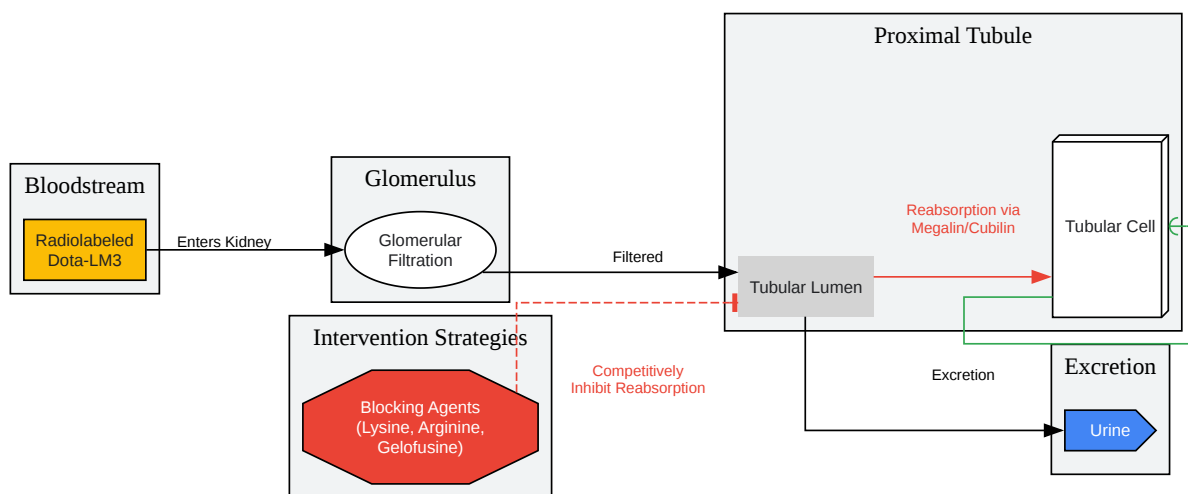 Proximal Tubule
Bloodstream
Radiolabeled
Dota-LM3
Enters Kidney
Glomerulus
Glomerular
Filtration
Filtered
Tubular Lumen
Reabsorption via
Megalin/Cubilin
Tubular Cell
Intervention Strategies
Blocking Agents
(Lysine, Arginine,
Gelofusine)
Competitively
Inhibit Reabsorption
Excretion
Excretion
Urine